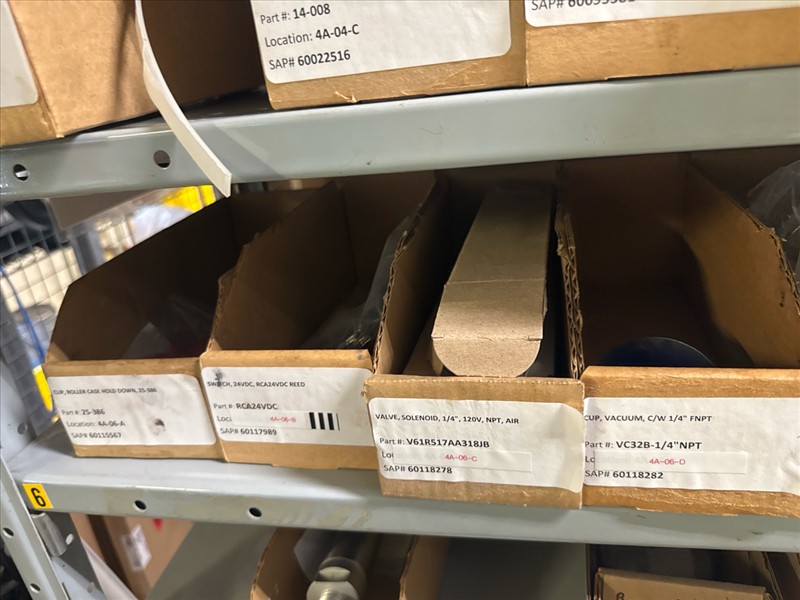 Part #: 14-008
Location: 4A-04-C
SAP# 60022516
SAP#
CLIP, ROLLER CASE HOLD DOWN, 25-386
Part #: 25-386
Location: 4A-06-A
SAP# 60115567
SWITCH, 24VDC, RCA24VDC REED
Part #: RCA24VDC
4A-06-B
SAP# 60117989
VALVE, SOLENOID, 1/4", 120V, NPT, AIR
Part #: V61R517AA318JB
4A-06-C
SAP# 60118278
CUP, VACUUM, C/W 1/4" FNPT
Part #: VC32B-1/4"NPT
4A-06-D
SAP# 60118282
6